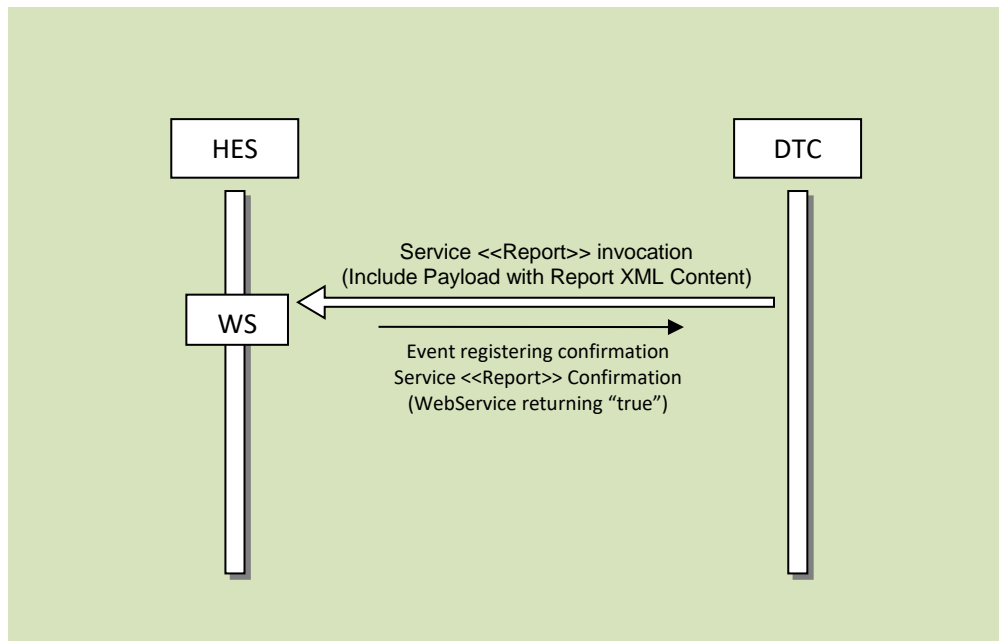 HES
DTC
Service <<Report>> invocation
(Include Payload with Report XML Content)
WS
Event registering confirmation
Service <<Report>> Confirmation
(WebService returning “true”)